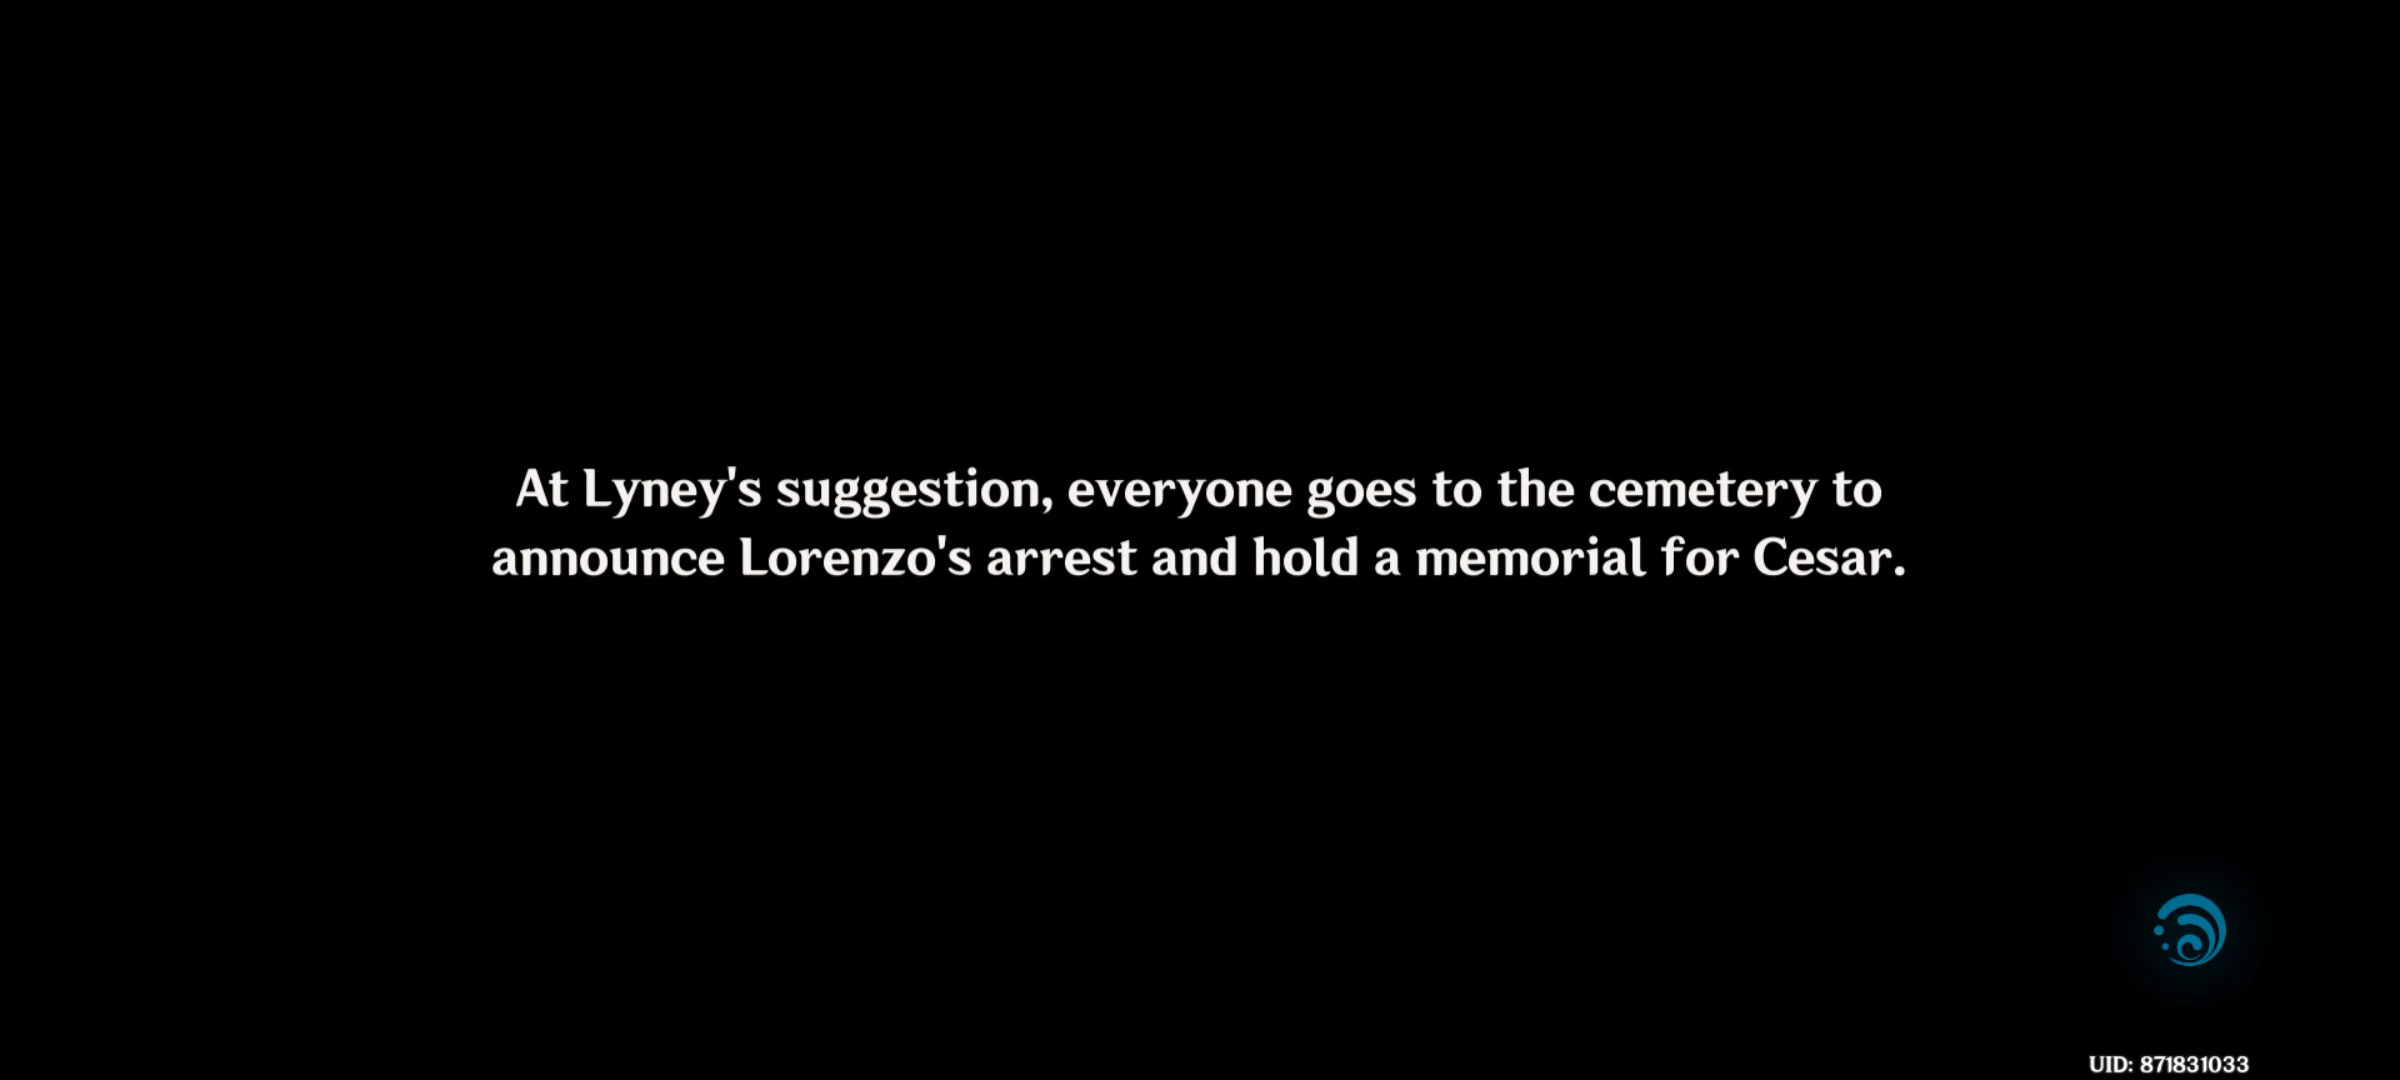 At Lyney's suggestion, everyone goes to the cemetery to
announce Lorenzo's arrest and hold a memorial for Cesar.
UID: 871831033